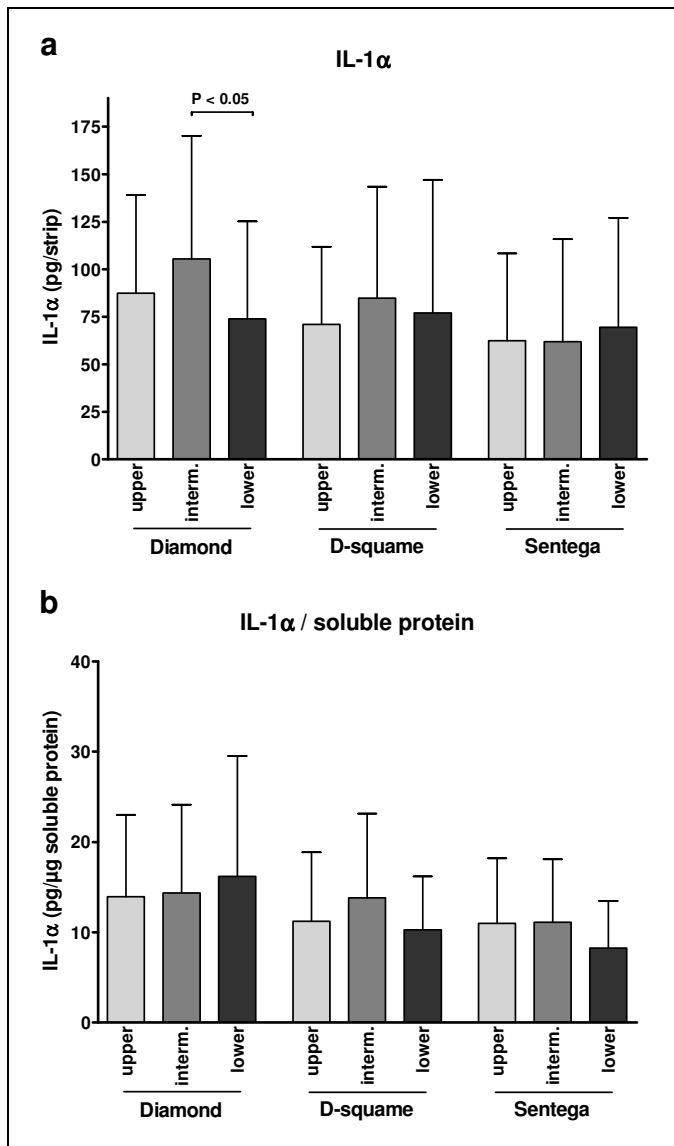 a
IL-1α
P < 0.05
IL-1α (pg/strip)
175
150
125
100
75
50
25
0
upper interm. lower upper interm. lower upper interm. lower
Diamond D-squame Sentega
b
IL-1α / soluble protein
IL-1α (pg/µg soluble protein)
40
30
20
10
0
upper interm. lower upper interm. lower upper interm. lower
Diamond D-squame Sentega